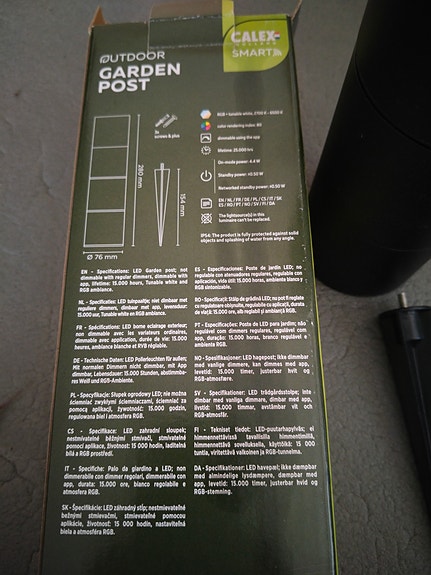 CALEX
HOLLAND
SMART
OUTDOOR
GARDEN
POST
3x
screws & plus
280 mm
154 mm
Ø 76 mm
RGB + tunable white, 2700 K - 6500 K
color rendering index: 80
dimmable using the app
lifetime: 25.000 hrs
On-mode power: 4.4 W
Standby power: <0.50 W
Networked standby power: <0.50 W
EN / NL / FR / DE / PL / CS / IT / SK
ES / RO / PT / NO / SV / FI / DA
The lightsource(s) in this
luminaire can't be replaced.
IP54: The product is fully protected against solid
objects and splashing of water from any angle.
EN - Specifications: LED Garden post; not
dimmable with regular dimmers, dimmable with
app, lifetime: 15.000 hours, Tunable white en RGB
and RGB ambiance.
NL - Specificaties: LED tuinpaaltje; niet dimbaar met
reguliere dimmers, dimbaar met app, levensduur:
15.000 uur, Tunable white en RGB.
FR - Spécifications: LED borne éclairage exterieur;
non dimmable avec les variateurs ordinaires,
dimmable avec application, durée de vie: 15.000
heures, ambiance blanche et RVB réglable.
DE - Technische Daten: LED Pollerleuchten für außen;
Mit normalen Dimmern nicht dimmbar, mit App
dimmbar, Lebensdauer: 15.000 Stunden, abstimmba-
res Weiß und RGB-Ambiente.
PL - Specyfikacje: Słupek ogrodowy LED; nie można
ściemniać zwykłymi ściemniaczami, ściemniać za
pomocą aplikacji, żywotność: 15.000 godzin,
regulowana biel i atmosfera RGB.
CS - Specifikace: LED zahradní sloupek;
nestmívatelné běžnými stmívači, stmívatelné
pomocí aplikace, životnost: 15 000 hodin, laditelná
bílá a RGB prostředí.
IT - Specifiche: Palo da giardino a LED; non
dimmerabile con dimmer regolari, dimmerabile con
app, durata: 15.000 ore, bianco regolabile e
atmosfera RGB.
SK - Špecifikácie: LED záhradný stĺp; nestmievateľné
bežnými stmievačmi, stmievateľné pomocou
aplikácie, životnosť: 15 000 hodín, nastaviteľná
biela a atmosféra RGB.
ES - Especificaciones: Poste de jardín LED; no
regulable con atenuadores regulares, regulable con
aplicación, vida útil: 15.000 horas, ambiente blanco y
RGB sintonizable.
RO - Specificații: Stâlp de grădină LED; nu pot fi reglate
cu regulatoare obișnuite, reglabile cu aplicații, durata
de viață: 15.000 ore, alb reglabil și ambianță RGB.
PT - Especificações: Poste de LED para jardim; não
regulável com dimmers regulares, regulável com
app, duração: 15.000 horas, branco regulável e
ambiente RGB.
NO - Spesifikasjoner: LED hagepost; Ikke dimmbar
med vanlige dimmere, kan dimmes med app,
levetid: 15.000 timer, justerbar hvit og
RGB-atmosfære.
SV - Specifikationer: LED trädgårdsstolpe; inte
dimbar med vanliga dimmer, dimbar med app,
livstid: 15.000 timmar, avstämbar vit och
RGB-atmosfär.
FI - Tekniset tiedot: LED-puutarhapylväs; ei
himmennettävissä tavallisilla himmentimillä,
himmennettävä sovelluksella, käyttöikä: 15 000
tuntia, viritettävä valkoinen ja RGB-tunnelma.
DA - Specifikationer: LED havepæl; ikke dæmpbar
med almindelige lysdæmpere, dæmpbar med
app, levetid: 15.000 timer, justerbar hvid og
RGB-stemning.